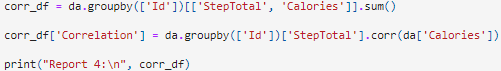 corr_df = da.groupby(['Id'])[['StepTotal', 'Calories']].sum()
corr_df['Correlation'] = da.groupby(['Id'])['StepTotal'].corr(da['Calories'])
print("Report 4:\n", corr_df)